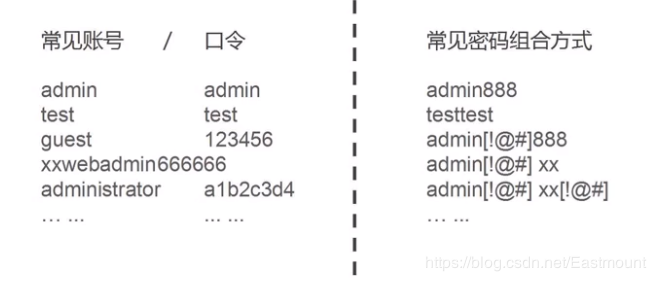 常见账号 / 口令
admin admin
test test
guest 123456
xxwebadmin666666
administrator a1b2c3d4
... ... ... ...
常见密码组合方式
admin888
testtest
admin[!@#]888
admin[!@#] xx
admin[!@#] xx[!@#]
... ...
https://blog.csdn.net/Eastmount